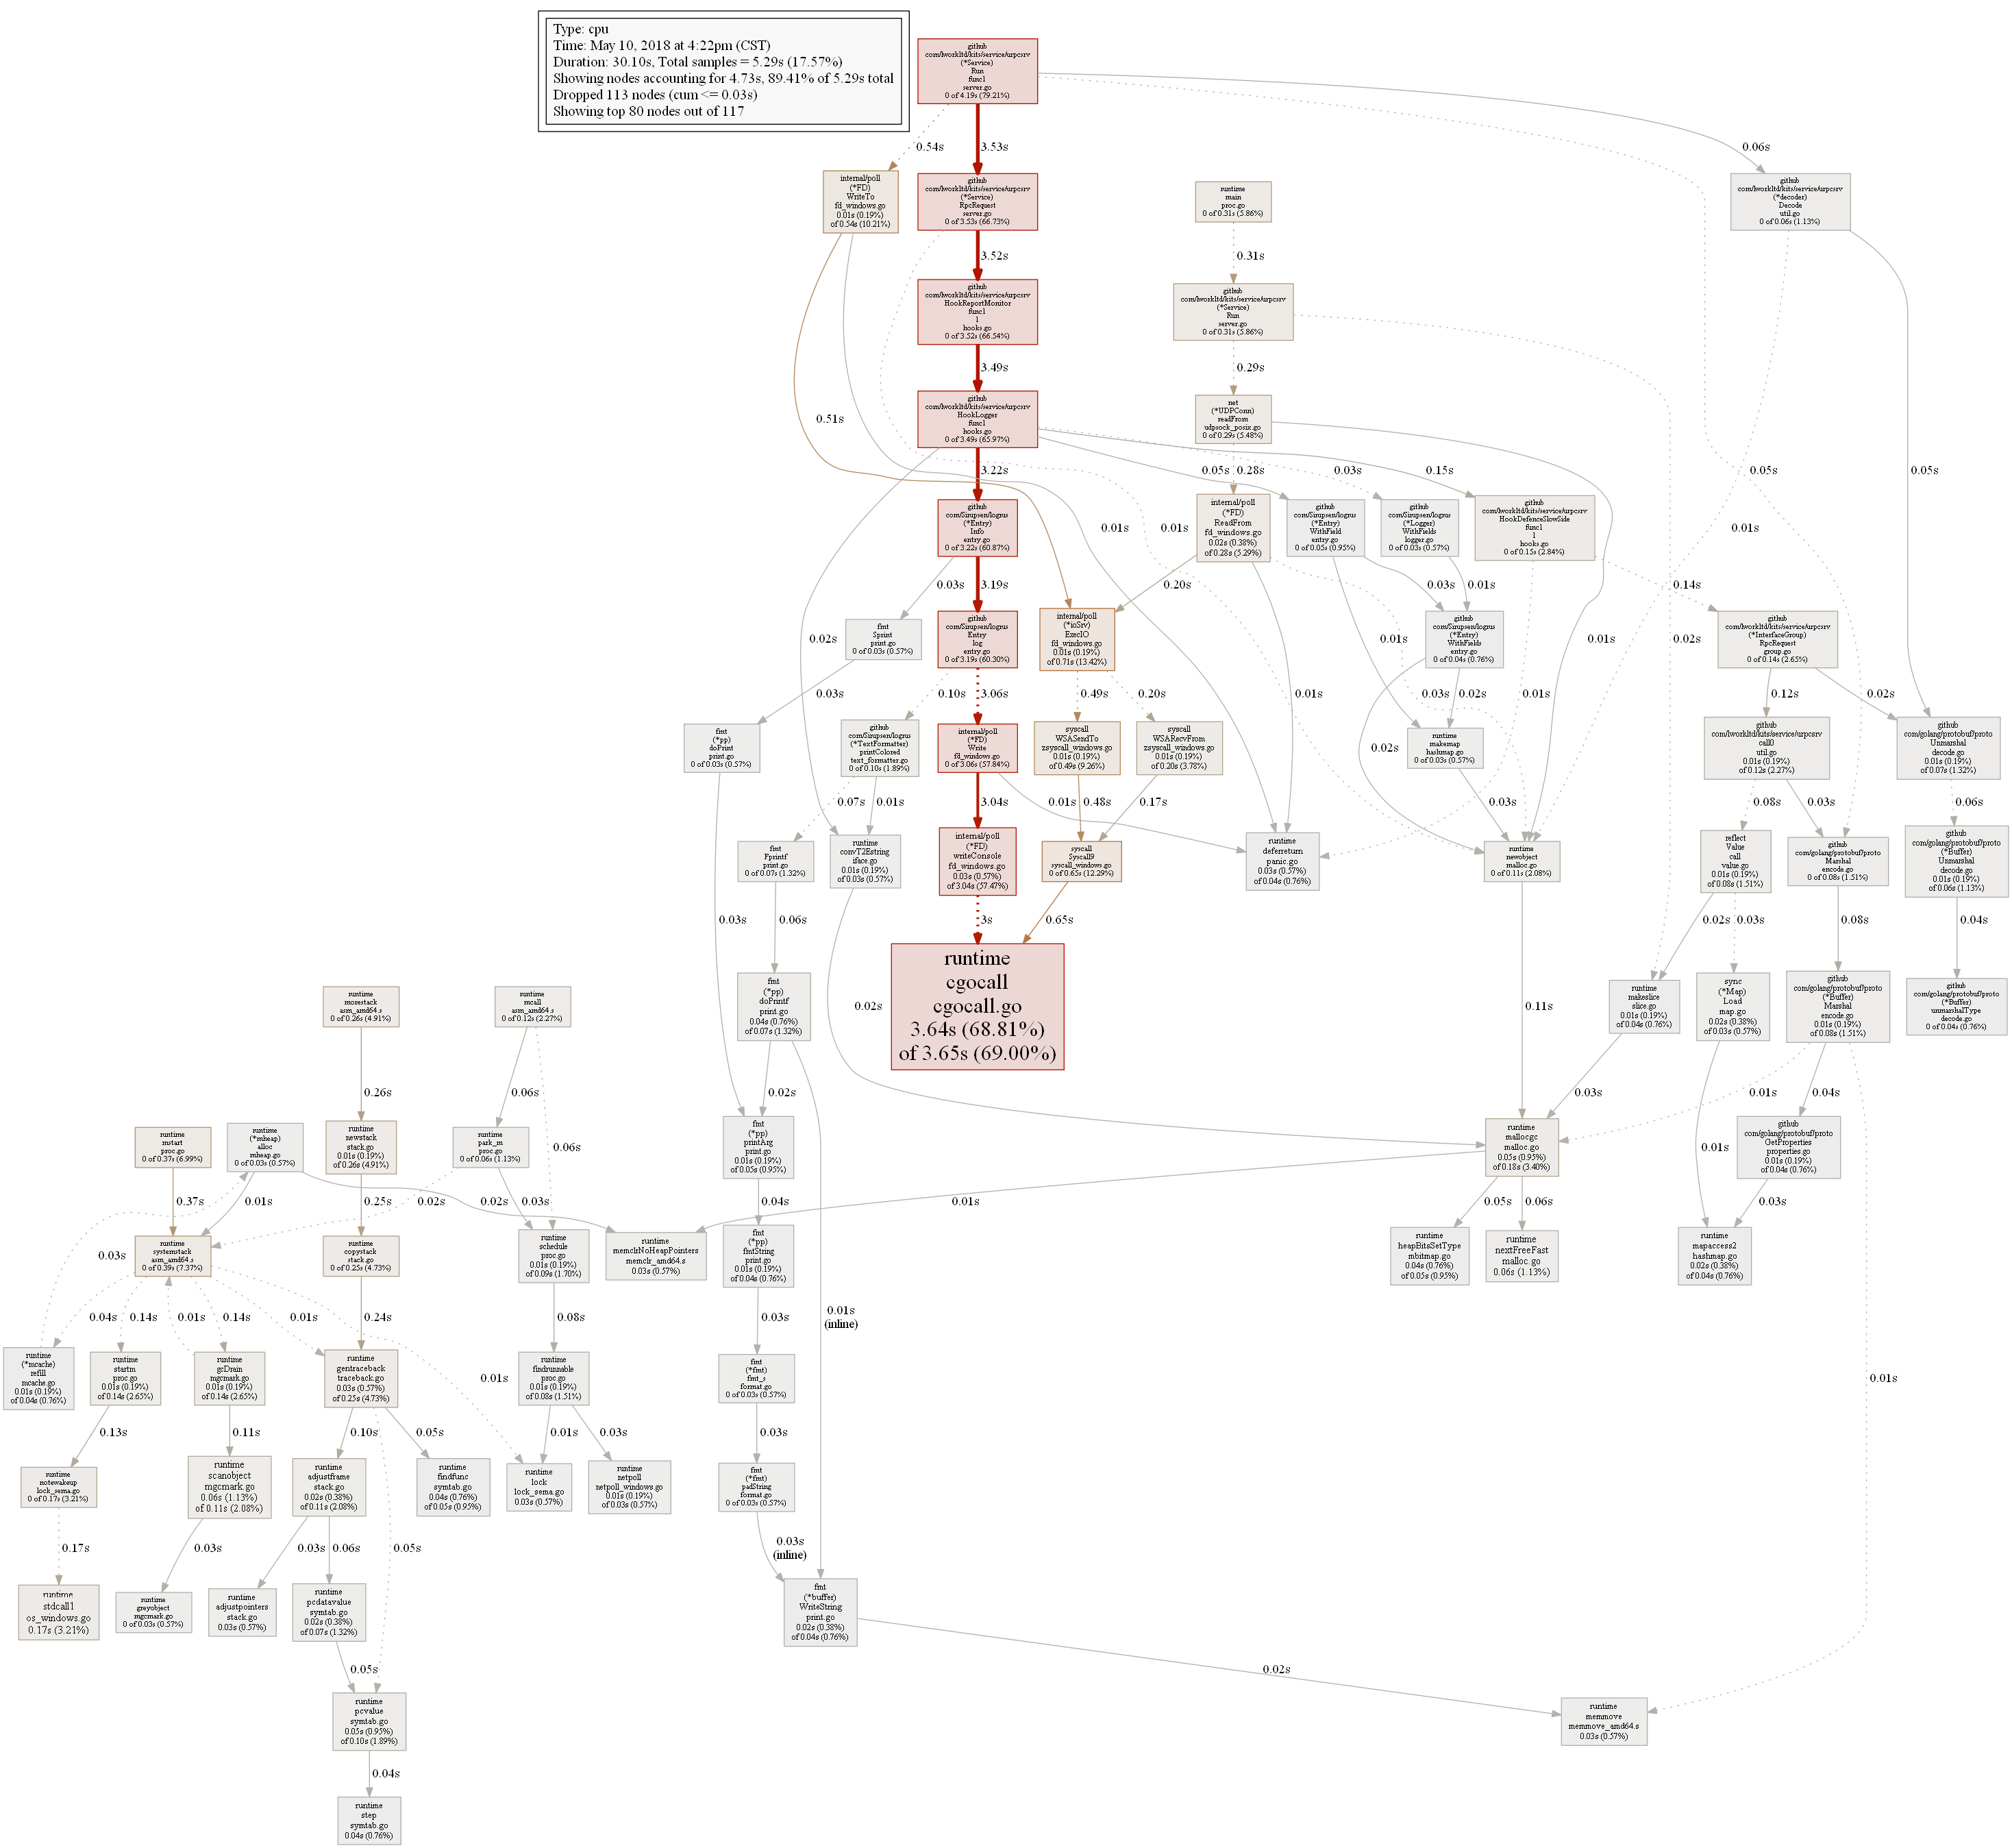 Type: cpu
Time: May 10, 2018 at 4:22pm (CST)
Duration: 30.10s, Total samples = 5.29s (17.57%)
Showing nodes accounting for 4.73s, 89.41% of 5.29s total
Dropped 113 nodes (cum <= 0.03s)
Showing top 80 nodes out of 117
github
com/lworkltd/kits/service/urpcsrv
(*Service)
Run
func1
server.go
0 of 4.19s (79.21%)
0.54s
3.53s
0.06s
internal/poll
(*FD)
WriteTo
fd_windows.go
0.01s (0.19%)
of 0.54s (10.21%)
github
com/lworkltd/kits/service/urpcsrv
(*Service)
RpcRequest
server.go
0 of 3.53s (66.73%)
runtime
main
proc.go
0 of 0.31s (5.86%)
github
com/lworkltd/kits/service/urpcsrv
(*decoder)
Decode
util.go
0 of 0.06s (1.13%)
3.52s
0.31s
github
com/lworkltd/kits/service/urpcsrv
HookReportMonitor
func1
1
hooks.go
0 of 3.52s (66.54%)
github
com/lworkltd/kits/service/urpcsrv
(*Service)
Run
server.go
0 of 0.31s (5.86%)
3.49s
0.29s
github
com/lworkltd/kits/service/urpcsrv
HookLogger
func1
hooks.go
0 of 3.49s (65.97%)
net
(*UDPConn)
readFrom
udpsock_posix.go
0 of 0.29s (5.48%)
0.51s
3.22s
0.05s
0.28s
0.03s
0.15s
0.05s
0.05s
github
com/Sirupsen/logrus
(*Entry)
Info
entry.go
0 of 3.22s (60.87%)
internal/poll
(*FD)
ReadFrom
fd_windows.go
0.02s (0.38%)
of 0.28s (5.29%)
github
com/Sirupsen/logrus
(*Entry)
WithField
entry.go
0 of 0.05s (0.95%)
github
com/Sirupsen/logrus
(*Logger)
WithFields
logger.go
0 of 0.03s (0.57%)
github
com/lworkltd/kits/service/urpcsrv
HookDefenceSlowSide
func1
1
hooks.go
0 of 0.15s (2.84%)
0.01s
0.01s
0.01s
0.03s
3.19s
0.20s
0.03s
0.01s
0.14s
fmt
Sprint
print.go
0 of 0.03s (0.57%)
github
com/Sirupsen/logrus
Entry
log
entry.go
0 of 3.19s (60.30%)
internal/poll
(*ioSrv)
ExecIO
fd_windows.go
0.01s (0.19%)
of 0.71s (13.42%)
github
com/Sirupsen/logrus
(*Entry)
WithFields
entry.go
0 of 0.04s (0.76%)
github
com/lworkltd/kits/service/urpcsrv
(*InterfaceGroup)
RpcRequest
group.go
0 of 0.14s (2.65%)
0.02s
0.01s
0.01s
0.02s
0.03s
0.10s
3.06s
0.49s
0.20s
0.01s
0.03s
0.02s
0.01s
0.12s
0.02s
fmt
(*pp)
doPrint
print.go
0 of 0.03s (0.57%)
github
com/Sirupsen/logrus
(*TextFormatter)
printColored
text_formatter.go
0 of 0.10s (1.89%)
internal/poll
(*FD)
Write
fd_windows.go
0 of 3.06s (57.84%)
syscall
WSASendTo
zsyscall_windows.go
0.01s (0.19%)
of 0.49s (9.26%)
syscall
WSARecvFrom
zsyscall_windows.go
0.01s (0.19%)
of 0.20s (3.78%)
runtime
makemap
hashmap.go
0 of 0.03s (0.57%)
github
com/lworkltd/kits/service/urpcsrv
call0
util.go
0.01s (0.19%)
of 0.12s (2.27%)
github
com/golang/protobuf/proto
Unmarshal
decode.go
0.01s (0.19%)
of 0.07s (1.32%)
0.02s
0.07s
0.01s
3.04s
0.01s
0.48s
0.17s
0.03s
0.08s
0.03s
0.06s
fmt
Fprintf
print.go
0 of 0.07s (1.32%)
runtime
convT2Estring
iface.go
0.01s (0.19%)
of 0.03s (0.57%)
internal/poll
(*FD)
writeConsole
fd_windows.go
0.03s (0.57%)
of 3.04s (57.47%)
syscall
Syscall9
syscall_windows.go
0 of 0.65s (12.29%)
runtime
deferreturn
panic.go
0.03s (0.57%)
of 0.04s (0.76%)
runtime
newobject
malloc.go
0 of 0.11s (2.08%)
reflect
Value
call
value.go
0.01s (0.19%)
of 0.08s (1.51%)
github
com/golang/protobuf/proto
Marshal
encode.go
0 of 0.08s (1.51%)
github
com/golang/protobuf/proto
(*Buffer)
Unmarshal
decode.go
0.01s (0.19%)
of 0.06s (1.13%)
0.03s
0.06s
3s
0.65s
0.02s
0.03s
0.08s
0.04s
runtime
cgocall
cgocall.go
3.64s (68.81%)
of 3.65s (69.00%)
runtime
morestack
asm_amd64.s
0 of 0.26s (4.91%)
runtime
mcall
asm_amd64.s
0 of 0.12s (2.27%)
fmt
(*pp)
doPrintf
print.go
0.04s (0.76%)
of 0.07s (1.32%)
0.02s
0.11s
runtime
makeslice
slice.go
0.01s (0.19%)
of 0.04s (0.76%)
sync
(*Map)
Load
map.go
0.02s (0.38%)
of 0.03s (0.57%)
github
com/golang/protobuf/proto
(*Buffer)
Marshal
encode.go
0.01s (0.19%)
of 0.08s (1.51%)
github
com/golang/protobuf/proto
(*Buffer)
unmarshalType
decode.go
0 of 0.04s (0.76%)
0.26s
0.06s
0.02s
0.03s
0.01s
0.04s
runtime
mstart
proc.go
0 of 0.37s (6.99%)
runtime
(*mheap)
alloc
mheap.go
0 of 0.03s (0.57%)
runtime
newstack
stack.go
0.01s (0.19%)
of 0.26s (4.91%)
runtime
park_m
proc.go
0 of 0.06s (1.13%)
0.06s
fmt
(*pp)
printArg
print.go
0.01s (0.19%)
of 0.05s (0.95%)
runtime
mallocgc
malloc.go
0.05s (0.95%)
of 0.18s (3.40%)
0.01s
github
com/golang/protobuf/proto
GetProperties
properties.go
0.01s (0.19%)
of 0.04s (0.76%)
0.37s
0.01s
0.25s
0.02s
0.02s
0.03s
0.04s
0.01s
0.05s
0.06s
0.03s
0.03s
runtime
systemstack
asm_amd64.s
0 of 0.39s (7.37%)
runtime
copystack
stack.go
0 of 0.25s (4.73%)
runtime
schedule
proc.go
0.01s (0.19%)
of 0.09s (1.70%)
runtime
memclrNoHeapPointers
memclr_amd64.s
0.03s (0.57%)
fmt
(*pp)
fmtString
print.go
0.01s (0.19%)
of 0.04s (0.76%)
runtime
heapBitsSetType
mbitmap.go
0.04s (0.76%)
of 0.05s (0.95%)
runtime
nextFreeFast
malloc.go
0.06s (1.13%)
runtime
mapaccess2
hashmap.go
0.02s (0.38%)
of 0.04s (0.76%)
0.04s
0.14s
0.01s
0.14s
0.01s
0.24s
0.08s
0.03s
0.01s
(inline)
runtime
(*mcache)
refill
mcache.go
0.01s (0.19%)
of 0.04s (0.76%)
runtime
startm
proc.go
0.01s (0.19%)
of 0.14s (2.65%)
runtime
gcDrain
mgcmark.go
0.01s (0.19%)
of 0.14s (2.65%)
runtime
gentraceback
traceback.go
0.03s (0.57%)
of 0.25s (4.73%)
0.01s
runtime
findrunnable
proc.go
0.01s (0.19%)
of 0.08s (1.51%)
fmt
(*fmt)
fmt_s
format.go
0 of 0.03s (0.57%)
0.01s
0.13s
0.11s
0.10s
0.05s
0.01s
0.03s
0.03s
runtime
notewakeup
lock_sema.go
0 of 0.17s (3.21%)
runtime
scanobject
mgcmark.go
0.06s (1.13%)
of 0.11s (2.08%)
runtime
adjustframe
stack.go
0.02s (0.38%)
of 0.11s (2.08%)
runtime
findfunc
symtab.go
0.04s (0.76%)
of 0.05s (0.95%)
runtime
lock
lock_sema.go
0.03s (0.57%)
runtime
netpoll
netpoll_windows.go
0.01s (0.19%)
of 0.03s (0.57%)
fmt
(*fmt)
padString
format.go
0 of 0.03s (0.57%)
0.17s
0.03s
0.03s
0.06s
0.05s
0.03s
(inline)
runtime
stdcall1
os_windows.go
0.17s (3.21%)
runtime
greyobject
mgcmark.go
0 of 0.03s (0.57%)
runtime
adjustpointers
stack.go
0.03s (0.57%)
runtime
pcdatavalue
symtab.go
0.02s (0.38%)
of 0.07s (1.32%)
fmt
(*buffer)
WriteString
print.go
0.02s (0.38%)
of 0.04s (0.76%)
0.05s
0.02s
runtime
pcvalue
symtab.go
0.05s (0.95%)
of 0.10s (1.89%)
runtime
memmove
memmove_amd64.s
0.03s (0.57%)
0.04s
runtime
step
symtab.go
0.04s (0.76%)